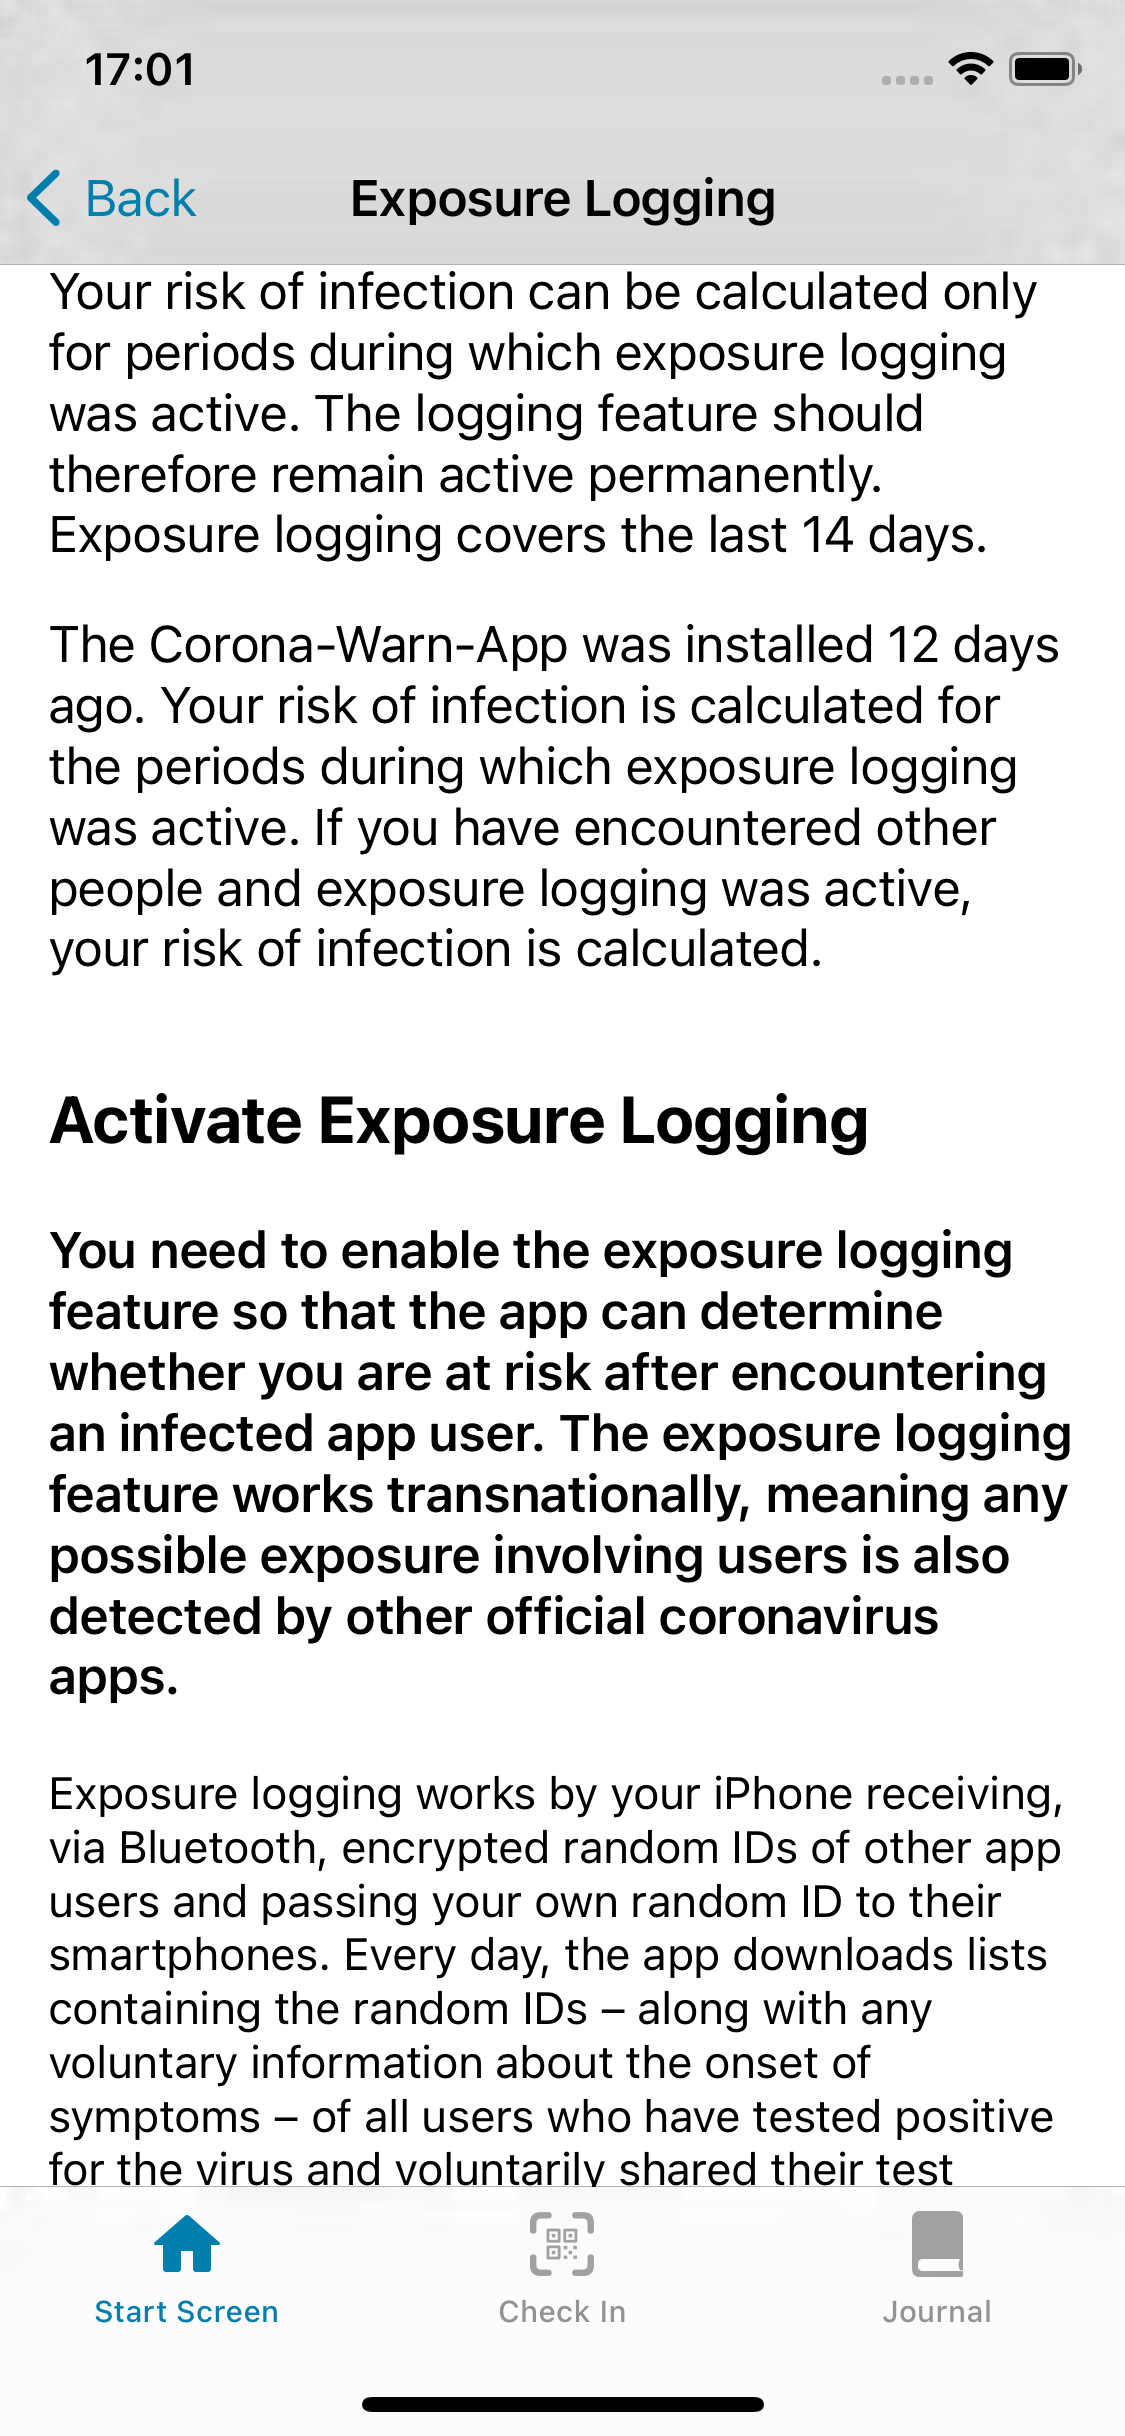 17:01
Back
Exposure Logging
Your risk of infection can be calculated only
for periods during which exposure logging
was active. The logging feature should
therefore remain active permanently.
Exposure logging covers the last 14 days.
The Corona-Warn-App was installed 12 days
ago. Your risk of infection is calculated for
the periods during which exposure logging
was active. If you have encountered other
people and exposure logging was active,
your risk of infection is calculated.
Activate Exposure Logging
You need to enable the exposure logging
feature so that the app can determine
whether you are at risk after encountering
an infected app user. The exposure logging
feature works transnationally, meaning any
possible exposure involving users is also
detected by other official coronavirus
apps.
Exposure logging works by your iPhone receiving,
via Bluetooth, encrypted random IDs of other app
users and passing your own random ID to their
smartphones. Every day, the app downloads lists
containing the random IDs – along with any
voluntary information about the onset of
symptoms – of all users who have tested positive
for the virus and voluntarily shared their test
Start Screen
Check In
Journal